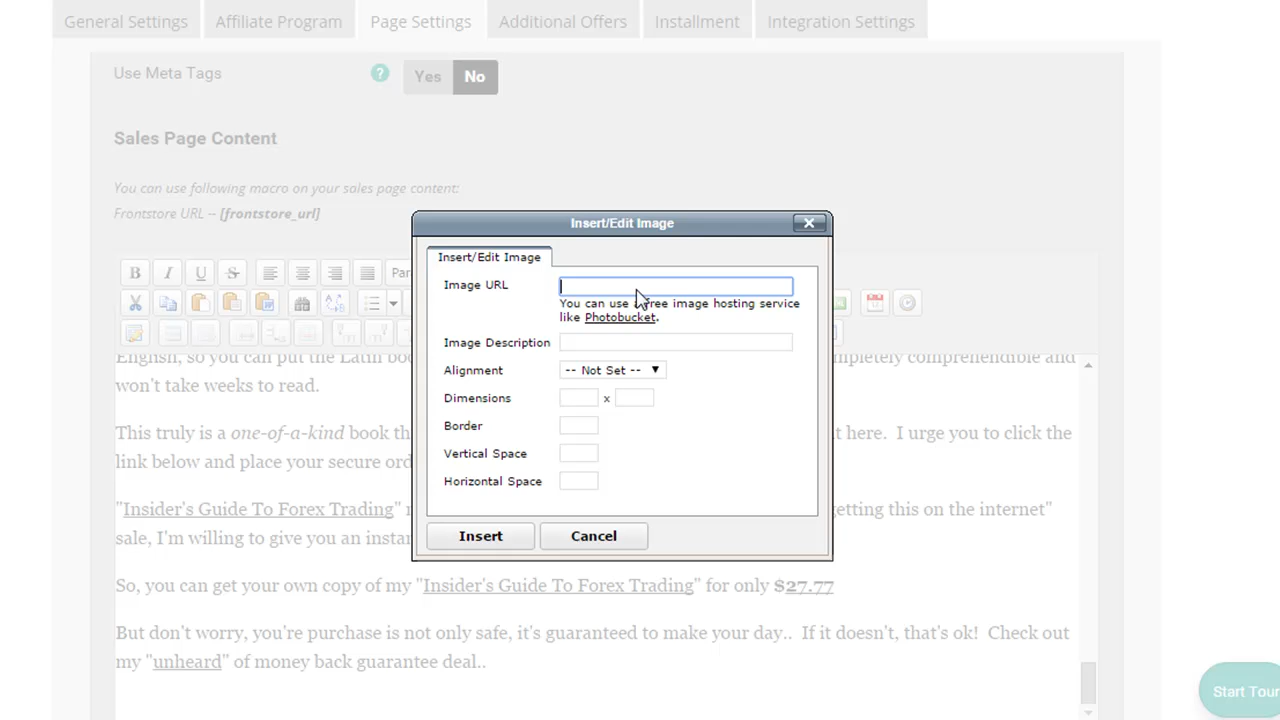 General Settings
Affiliate Program
Page Settings
Additional Offers
Installment
Integration Settings
Use Meta Tags
?
Yes
No
Sales Page Content
You can use following macro on your sales page content:
Frontstore URL -- [frontstore_url]
B I U S
Par
Insert/Edit Image
Insert/Edit Image
Image URL
You can use a free image hosting service
like Photobucket.
Image Description
Alignment
-- Not Set --
Dimensions
x
Border
Vertical Space
Horizontal Space
Insert
Cancel
English, so you can put the Latin
won't take weeks to read.
This truly is a one-of-a-kind book
here. I urge you to click the
link below and place your secure
"Insider's Guide To Forex Trading"
getting this on the internet"
sale, I'm willing to give you an
So, you can get your own copy of my "Insider's Guide To Forex Trading" for only $27.77
But don't worry, you're purchase is not only safe, it's guaranteed to make your day.. If it doesn't, that's ok! Check out
my "unheard" of money back guarantee deal..
Start Tour